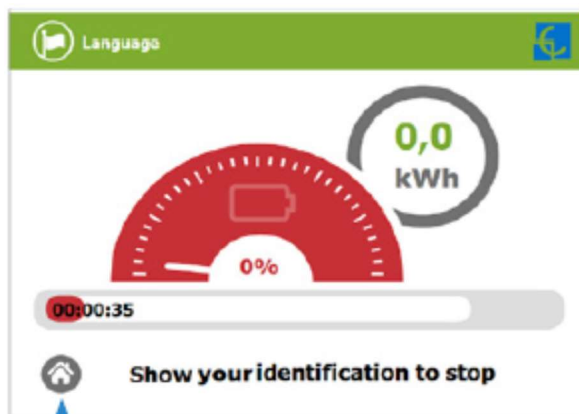 Language
0,0
kWh
0%
00:00:35
Show your identification to stop